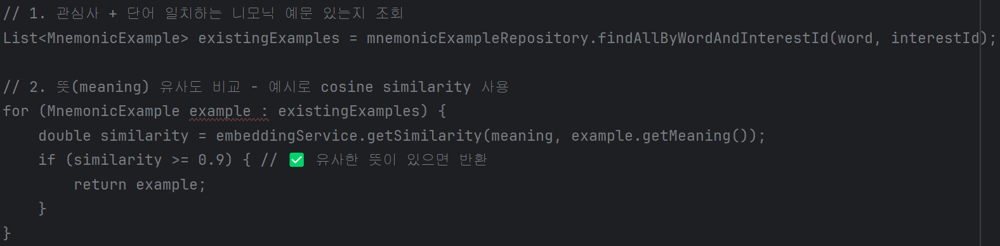 // 1. 관심사 + 단어 일치하는 니모닉 예문 있는지 조회
List<MnemonicExample> existingExamples = mnemonicExampleRepository.findAllByWordAndInterestId(word, interestId);
// 2. 뜻(meaning) 유사도 비교 - 예시로 cosine similarity 사용
for (MnemonicExample example : existingExamples) {
    double similarity = embeddingService.getSimilarity(meaning, example.getMeaning());
    if (similarity >= 0.9) { // ✅ 유사한 뜻이 있으면 반환
        return example;
    }
}